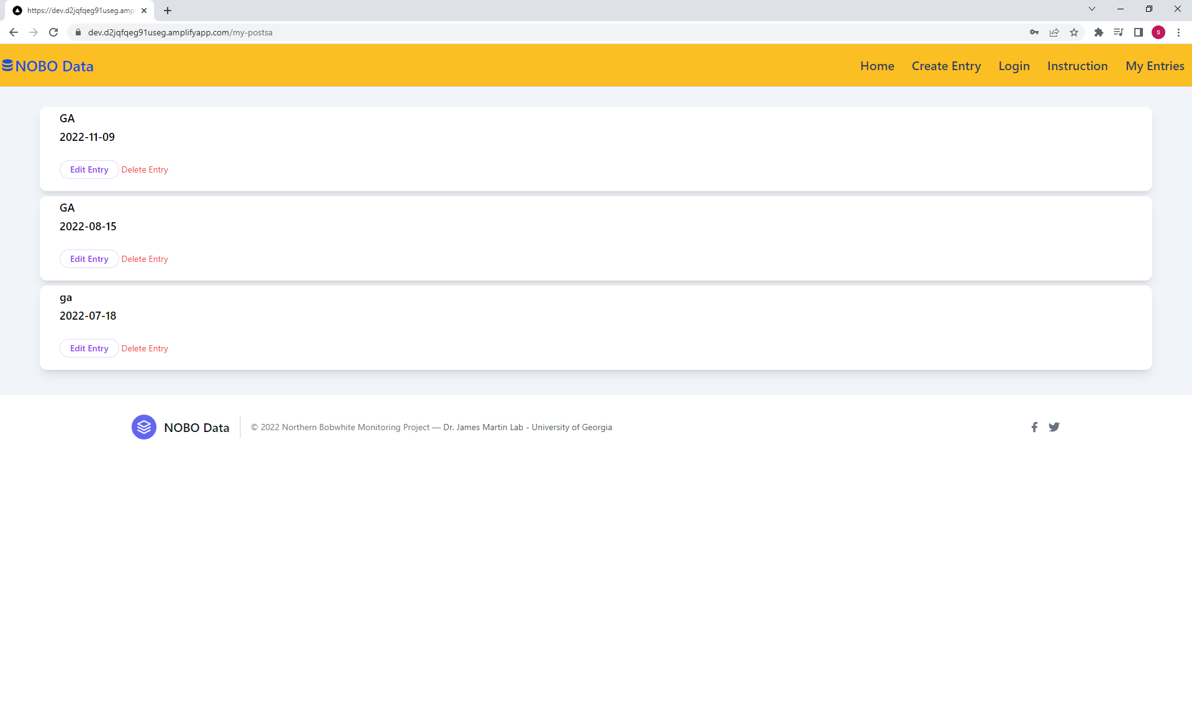 https://dev.d2jqfqeg91useg.amp
dev.d2jqfqeg91useg.amplifyapp.com/my-postsa
S
NOBO Data
Home Create Entry Login Instruction My Entries
GA
2022-11-09
Edit Entry Delete Entry
GA
2022-08-15
Edit Entry Delete Entry
ga
2022-07-18
Edit Entry Delete Entry
NOBO Data
© 2022 Northern Bobwhite Monitoring Project — Dr. James Martin Lab - University of Georgia